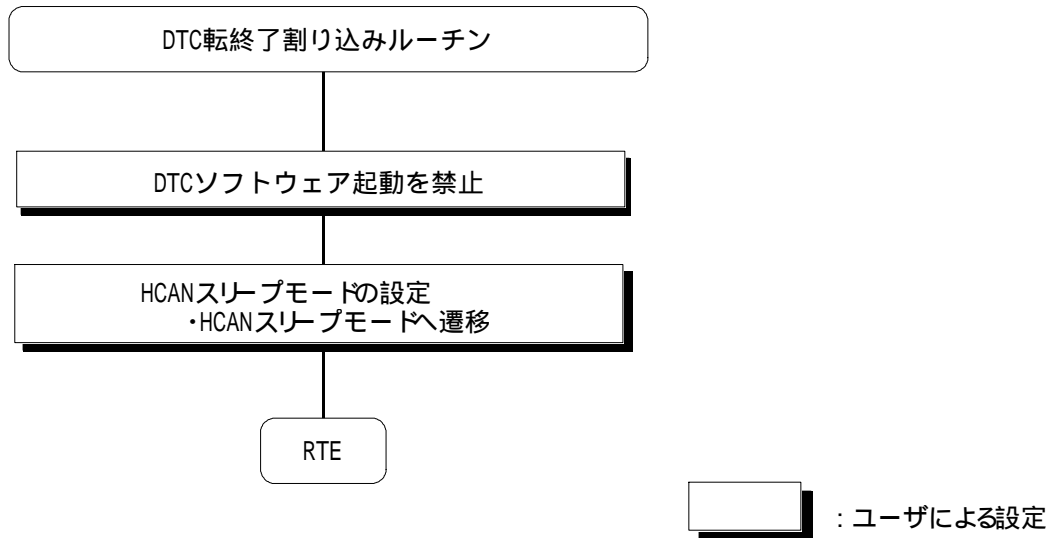 DTC転終了割り込みルーチン
DTCソフトウェア起動を禁止
HCANスリープモードの設定
・HCANスリープモードへ遷移
RTE
：ユーザによる設定